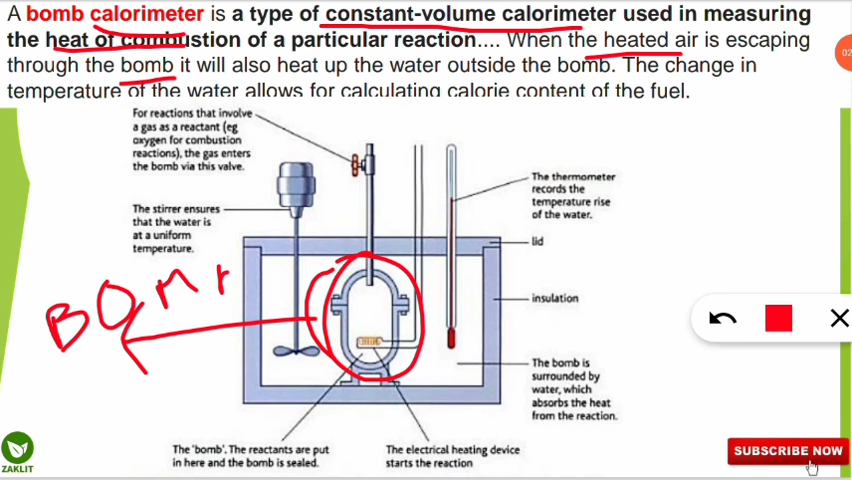 A bomb calorimeter is a type of constant-volume calorimeter used in measuring
the heat of combustion of a particular reaction.... When the heated air is escaping
through the bomb it will also heat up the water outside the bomb. The change in
temperature of the water allows for calculating calorie content of the fuel.
02
For reactions that involve
a gas as a reactant (eg
oxygen for combustion
reactions), the gas enters
the bomb via this valve.
The stirrer ensures
that the water is
at a uniform
temperature.
The thermometer
records the
temperature rise
of the water.
lid
insulation
BOM
The bomb is
surrounded by
water, which
absorbs the heat
from the reaction.
The 'bomb'. The reactants are put
in here and the bomb is sealed.
The electrical heating device
starts the reaction
ZAKLIT
SUBSCRIBE NOW